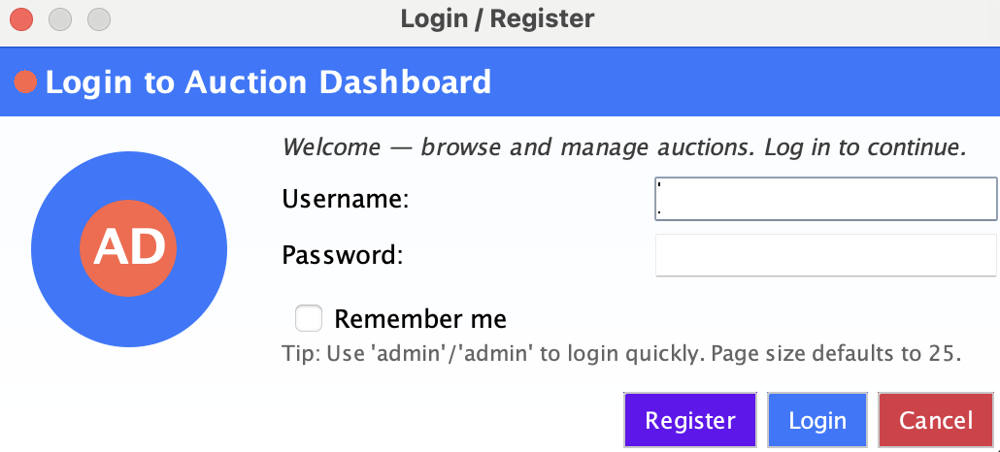 Login / Register
Login to Auction Dashboard
Welcome — browse and manage auctions. Log in to continue.
AD
Username:
Password:
Remember me
Tip: Use 'admin'/'admin' to login quickly. Page size defaults to 25.
Register Login Cancel